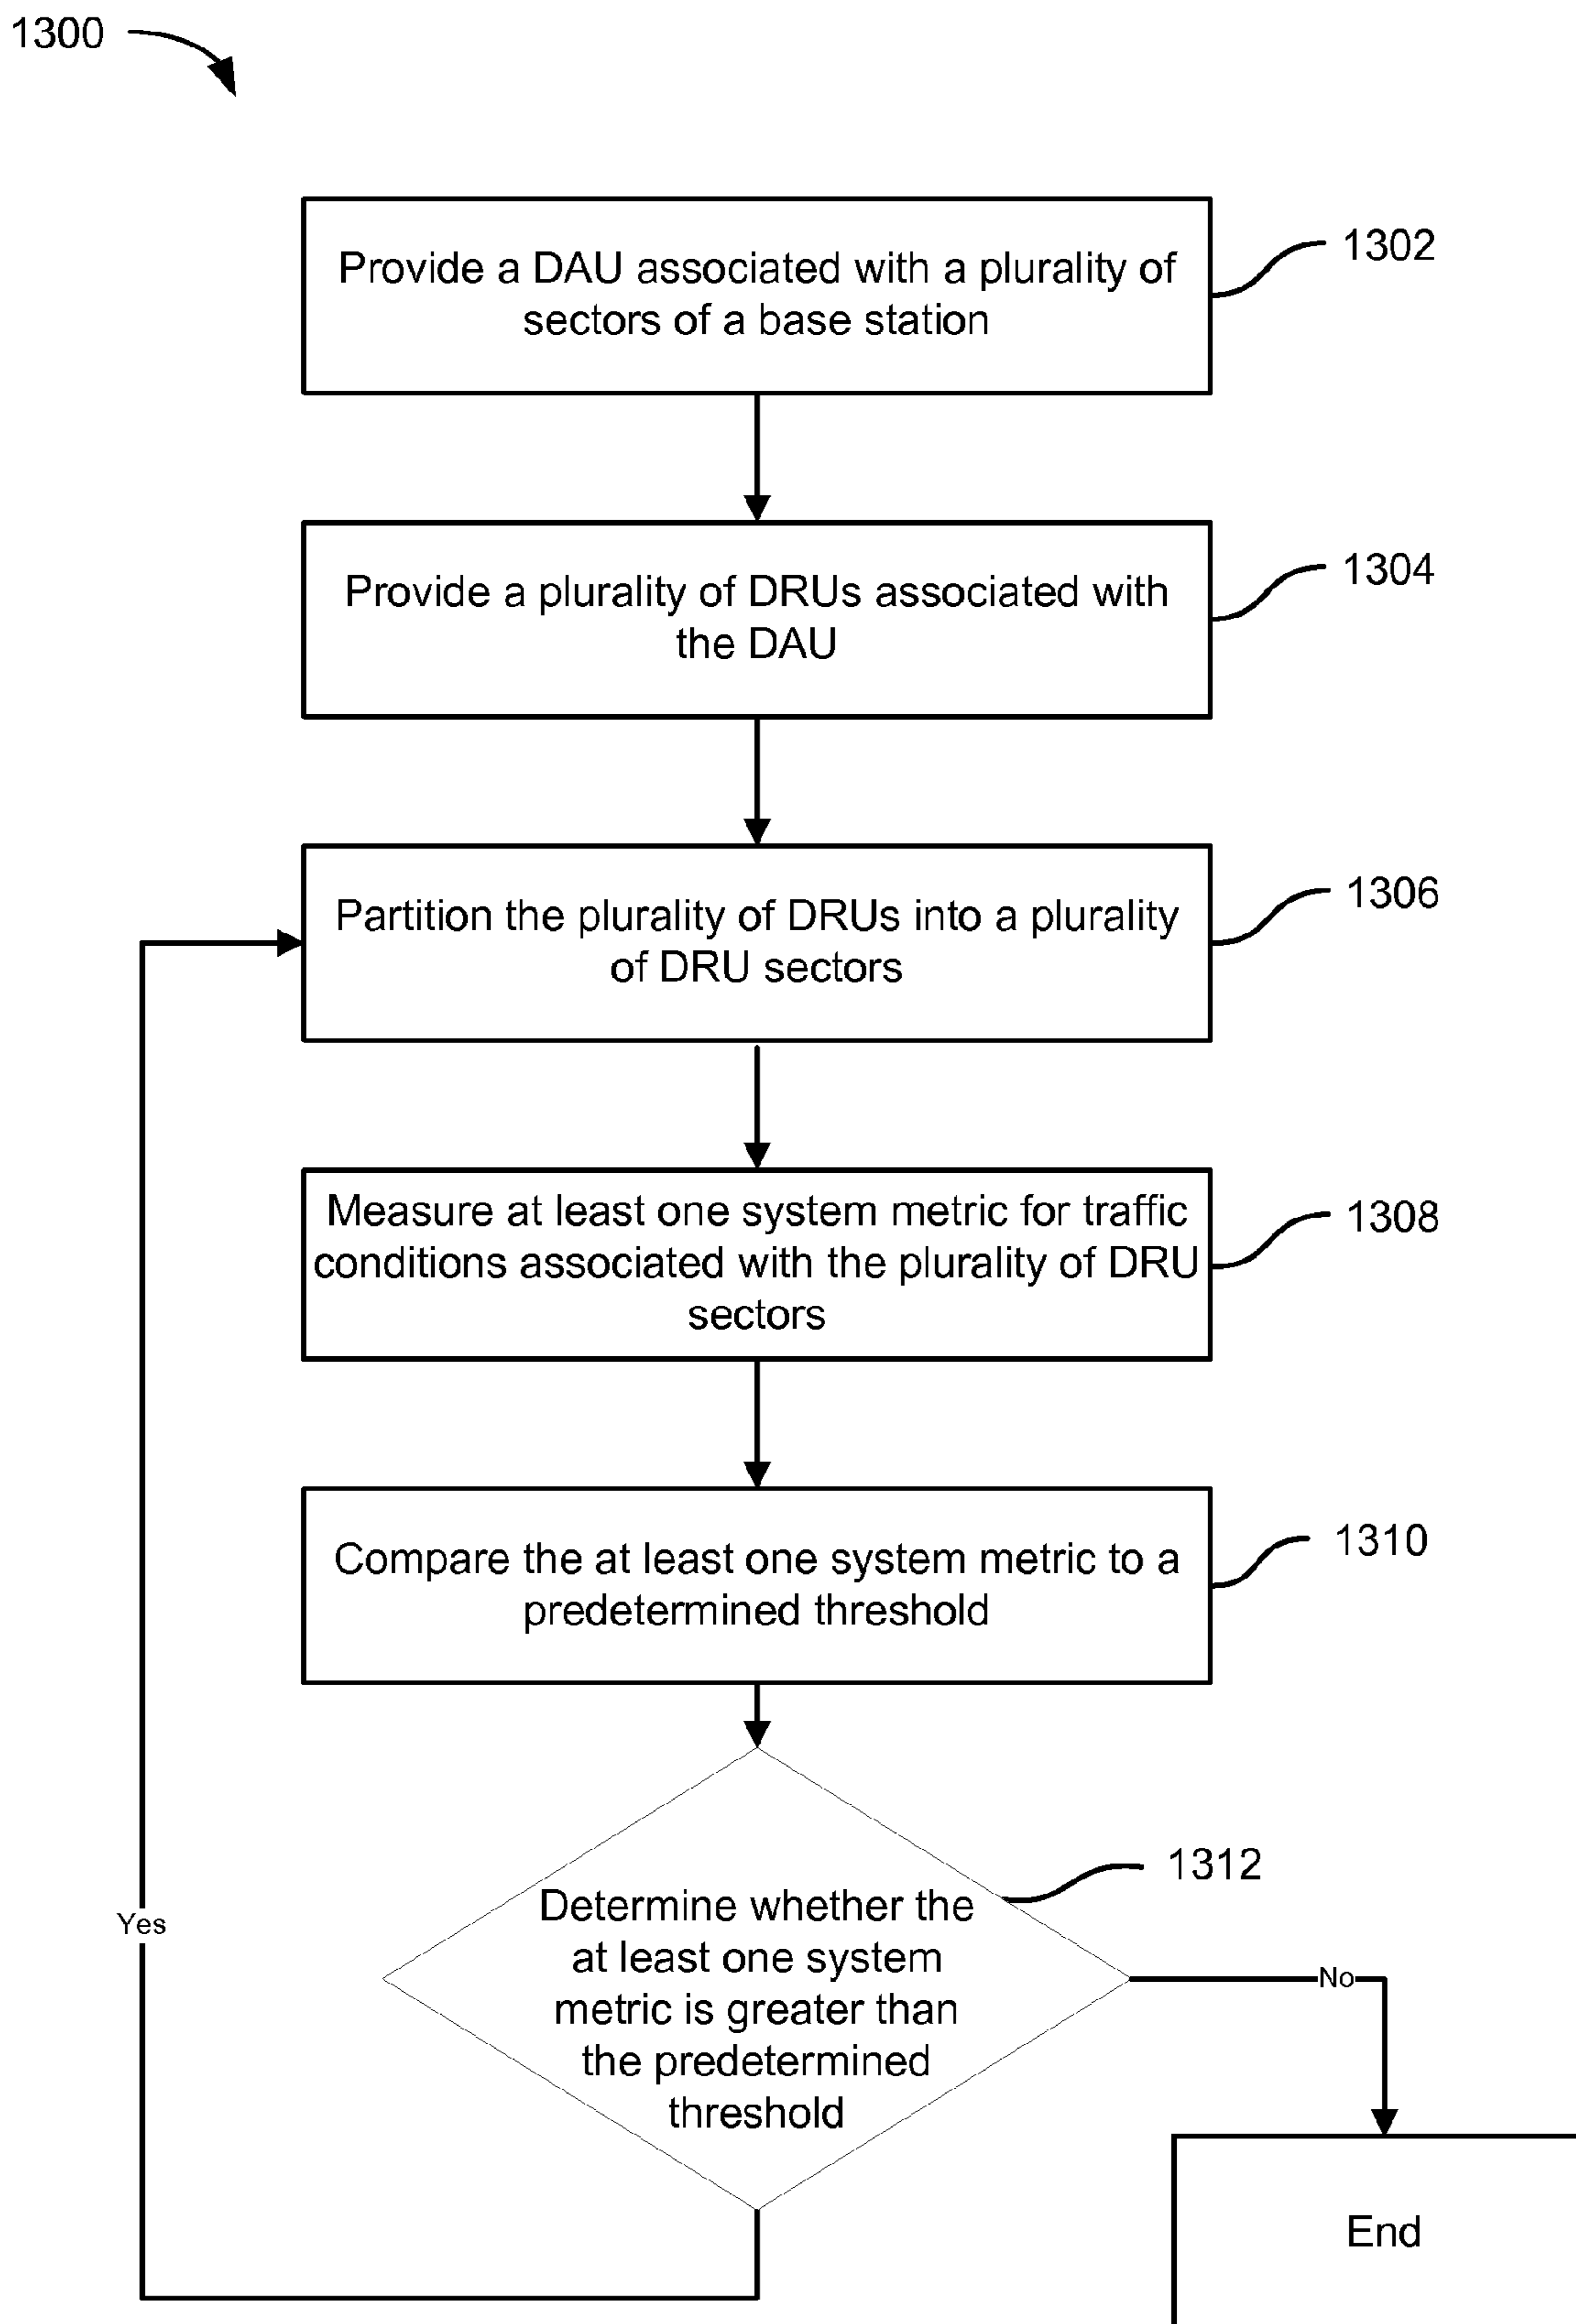 1300
Provide a DAU associated with a plurality of
sectors of a base station
1302
Provide a plurality of DRUs associated with
the DAU
1304
Partition the plurality of DRUs into a plurality
of DRU sectors
1306
Measure at least one system metric for traffic
conditions associated with the plurality of DRU
sectors
1308
Compare the at least one system metric to a
predetermined threshold
1310
Determine whether the
at least one system
metric is greater than
the predetermined
threshold
1312
Yes
No
End